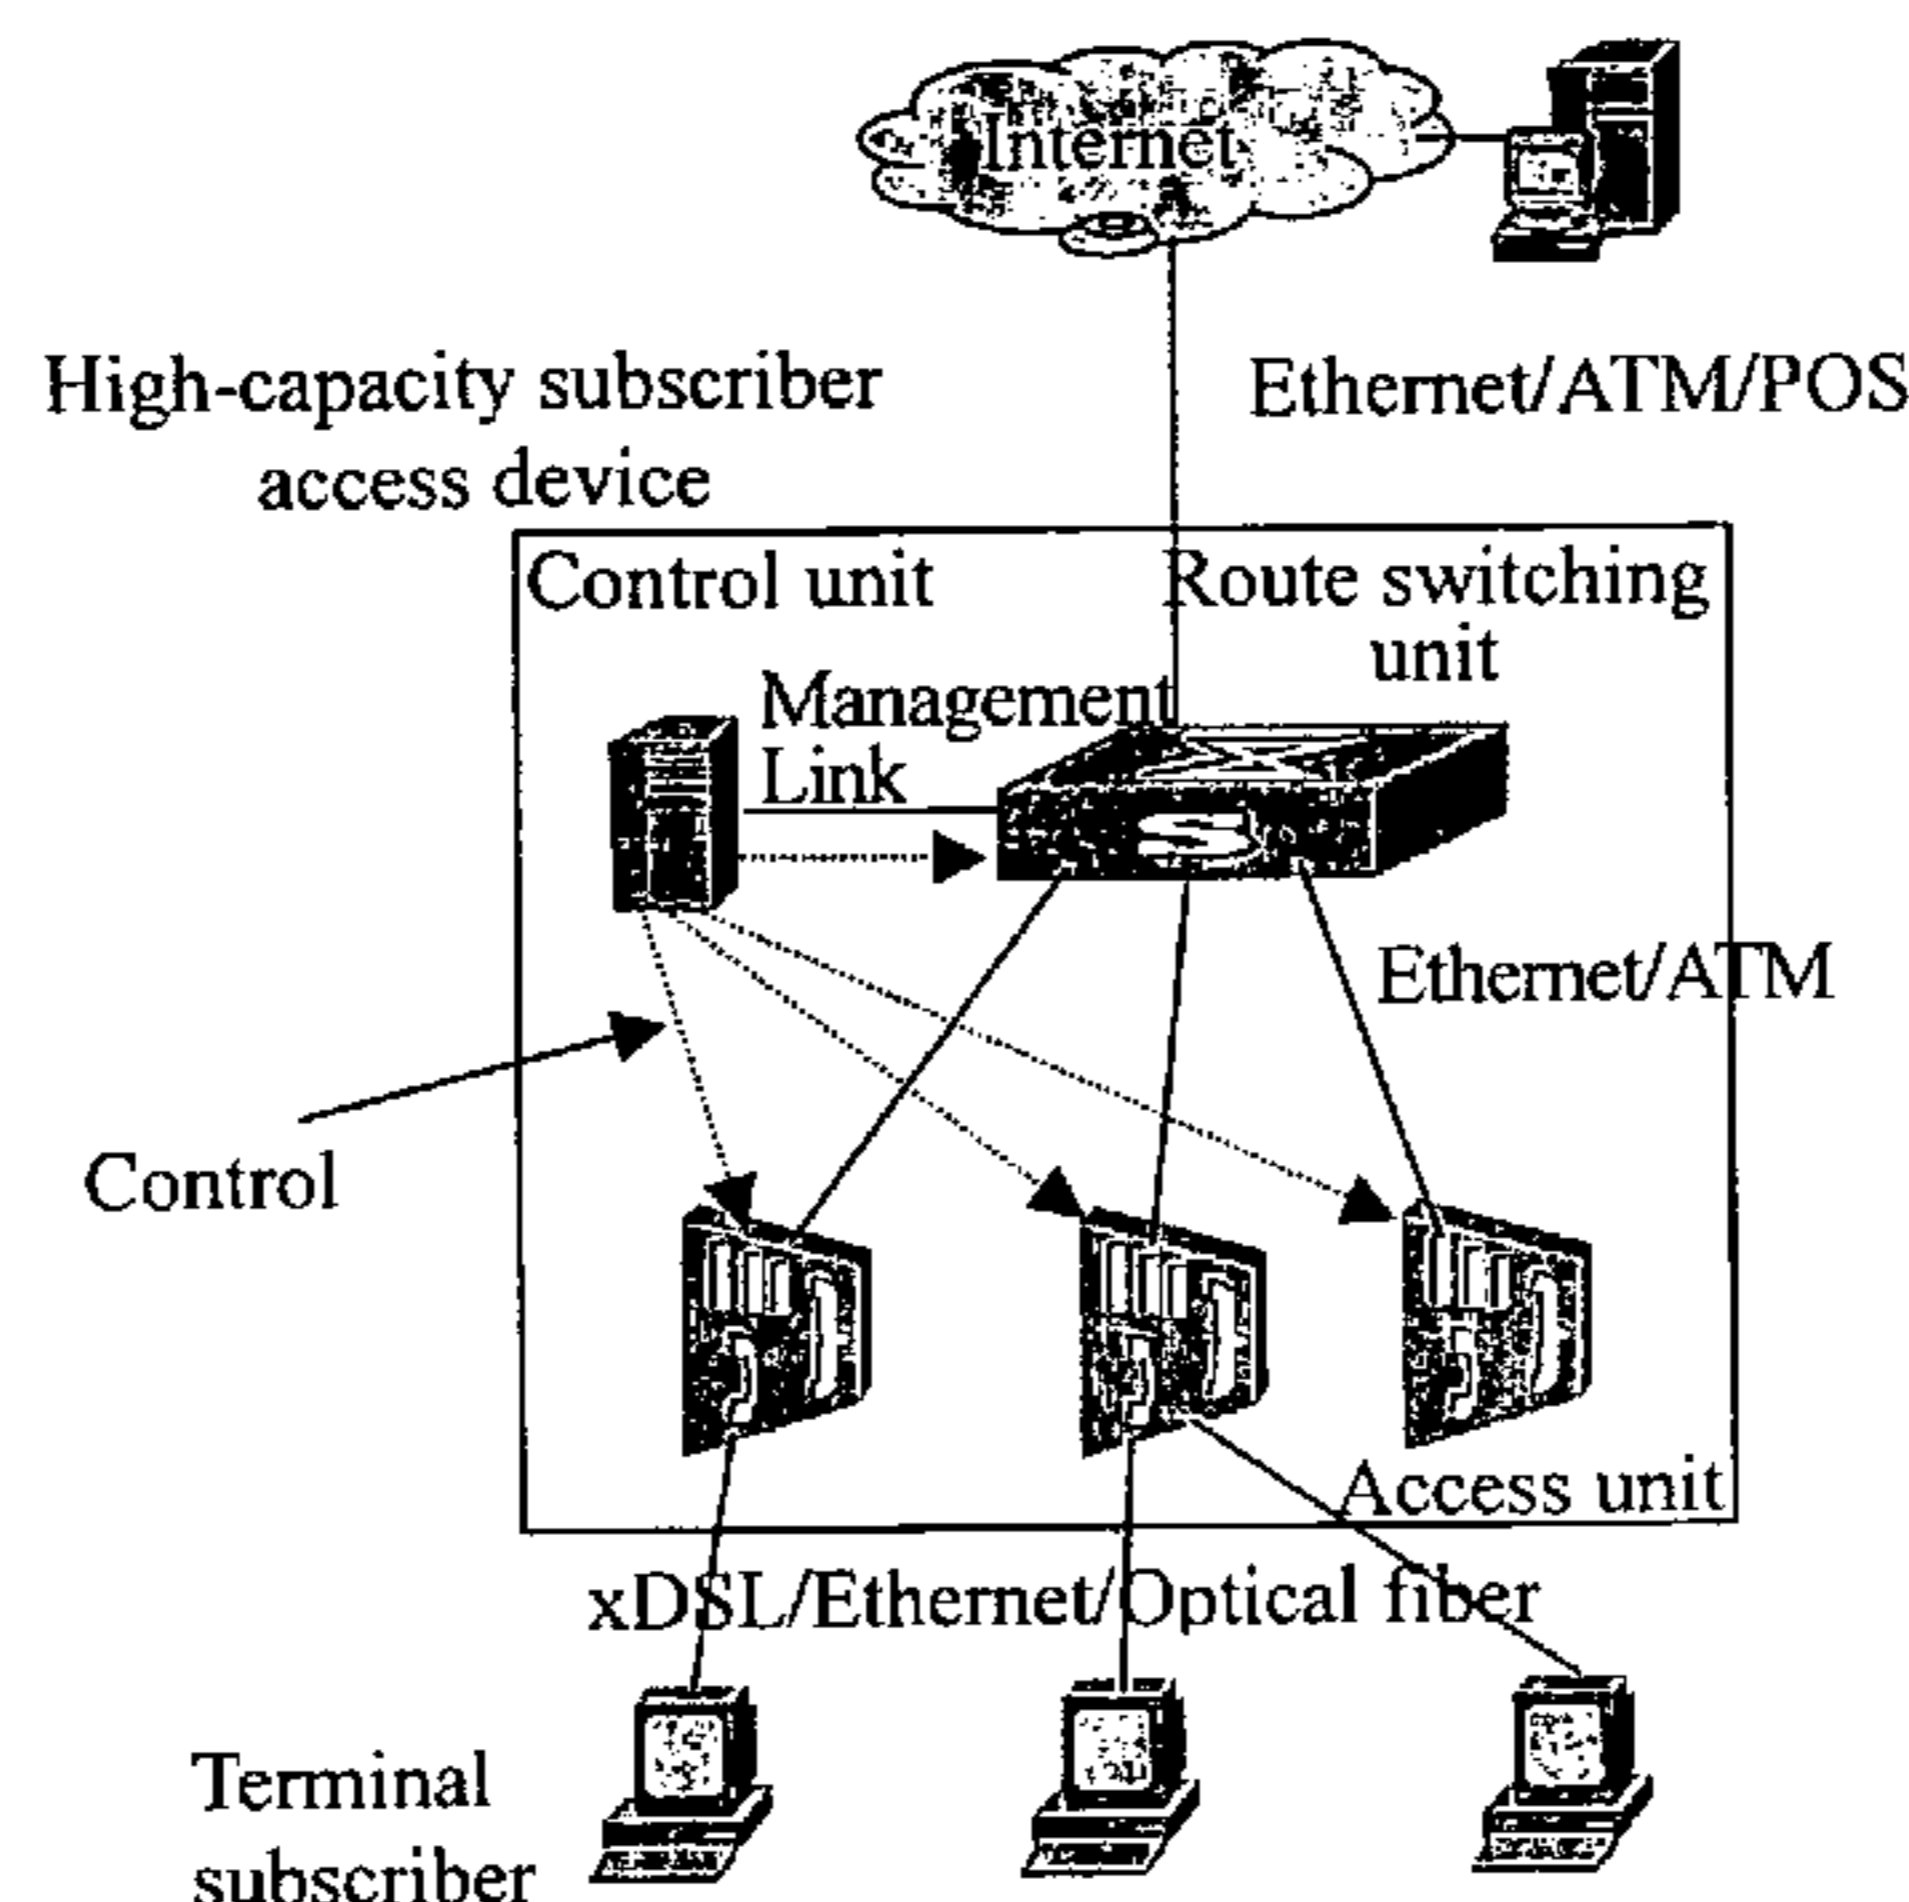 Internet
High-capacity subscriber
access device
Ethernet/ATM/POS
Control unit
Route switching
unit
Management
Link
Ethernet/ATM
Control
Access unit
xDSL/Ethernet/Optical fiber
Terminal
subscriber